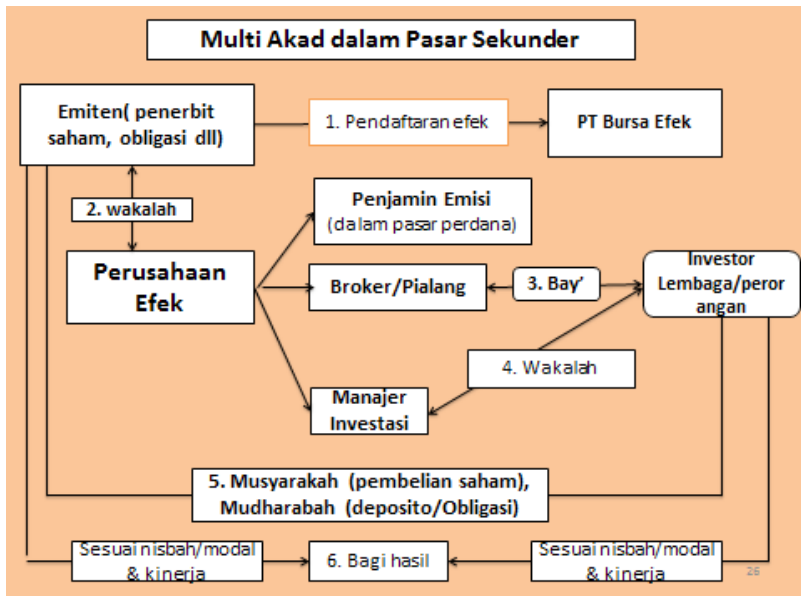 Multi Akad dalam Pasar Sekunder
Emiten( penerbit
saham, obligasi dll)
1. Pendaftaran efek
PT Bursa Efek
2. wakalah
Penjamin Emisi
(dalam pasar perdana)
Perusahaan
Efek
Broker/Pialang
3. Bay’
Investor
Lembaga/peror
angan
4. Wakalah
Manajer
Investasi
5. Musyarakah (pembelian saham),
Mudharabah (deposito/Obligasi)
Sesuai nisbah/modal
& kinerja
6. Bagi hasil
Sesuai nisbah/modal
& kinerja
26